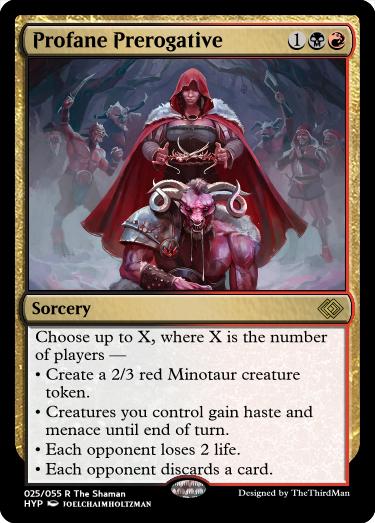 Profane Prerogative 1
Sorcery
Choose up to X, where X is the number
of players —
• Create a 2/3 red Minotaur creature
token.
• Creatures you control gain haste and
menace until end of turn.
• Each opponent loses 2 life.
• Each opponent discards a card.
025/055 R The Shaman
HYP JOELCHAIMHOLTZMAN
Designed by TheThirdMan